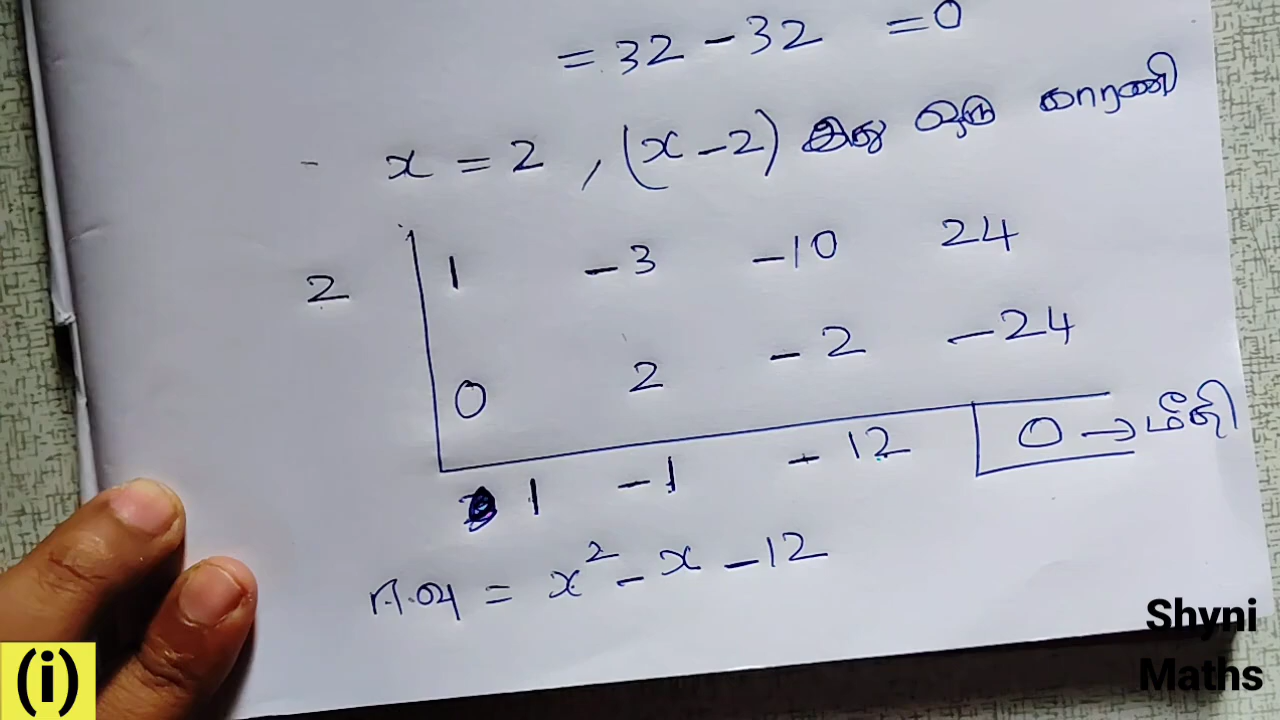 = 32 - 32 = 0
x = 2 , (x - 2) இது ஒரு காரணி
2 | 1 -3 -10 24
0 2 -2 -24
1 -1 -12 | 0 → மீதி
ஈ.வு = x² - x - 12
(i)
Shyni
Maths